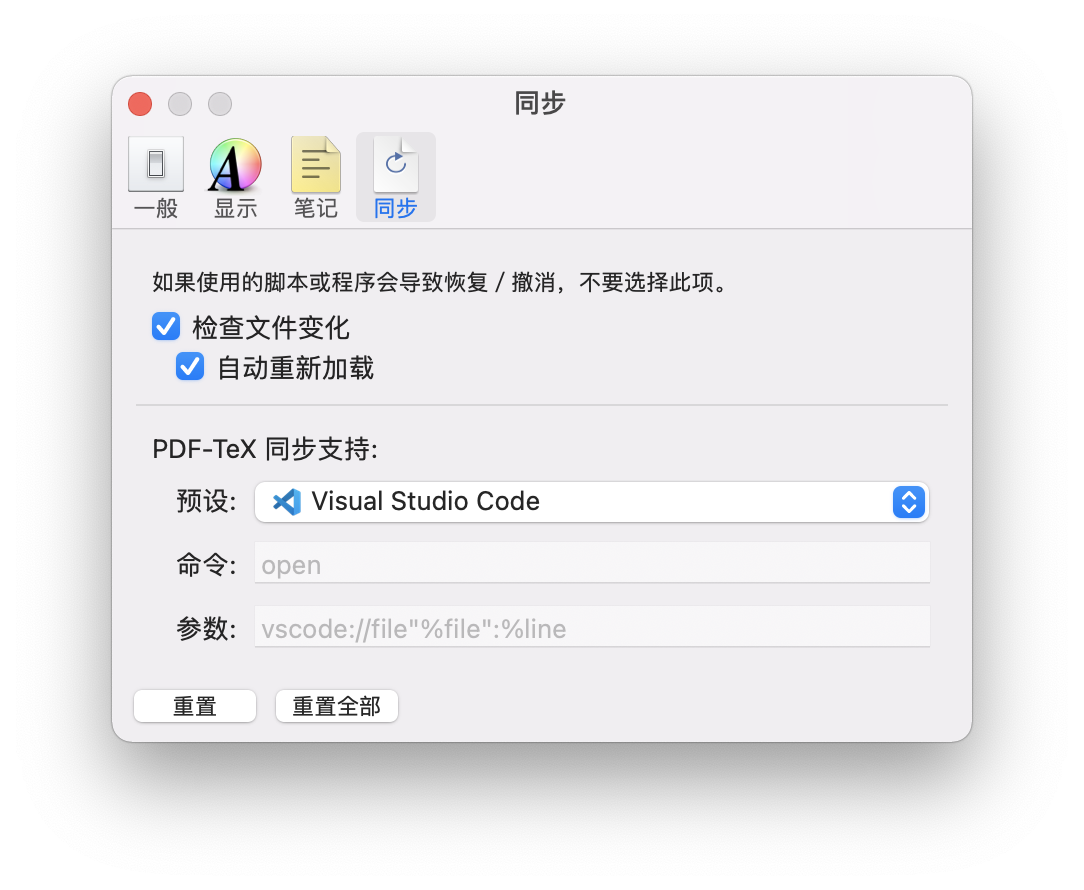 同步
一般 显示 笔记 同步
如果使用的脚本或程序会导致恢复 / 撤消，不要选择此项。
检查文件变化
自动重新加载
PDF-TeX 同步支持:
预设: Visual Studio Code
命令: open
参数: vscode://file"%file":%line
重置 重置全部